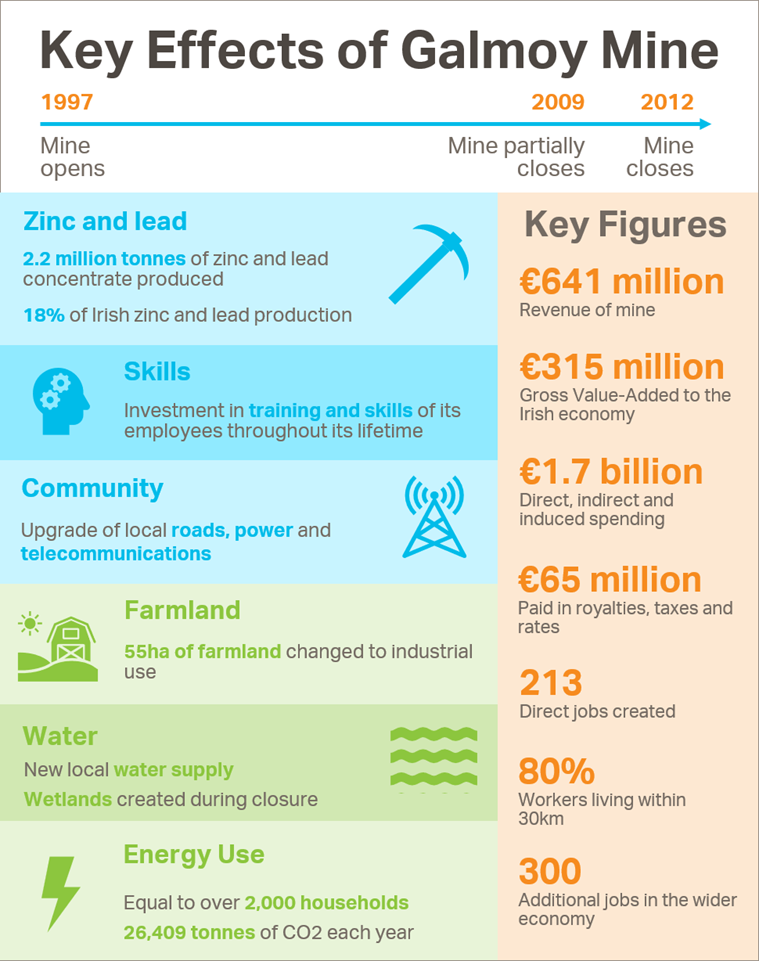 Key Effects of Galmoy Mine
1997
2009
2012
Mine
opens
Mine partially
closes
Mine
closes
Zinc and lead
2.2 million tonnes of zinc and lead
concentrate produced
18% of Irish zinc and lead production
Skills
Investment in training and skills of its
employees throughout its lifetime
Community
Upgrade of local roads, power and
telecommunications
Farmland
55ha of farmland changed to industrial
use
Water
New local water supply
Wetlands created during closure
Energy Use
Equal to over 2,000 households
26,409 tonnes of CO2 each year
Key Figures
€641 million
Revenue of mine
€315 million
Gross Value-Added to the
Irish economy
€1.7 billion
Direct, indirect and
induced spending
€65 million
Paid in royalties, taxes and
rates
213
Direct jobs created
80%
Workers living within
30km
300
Additional jobs in the wider
economy